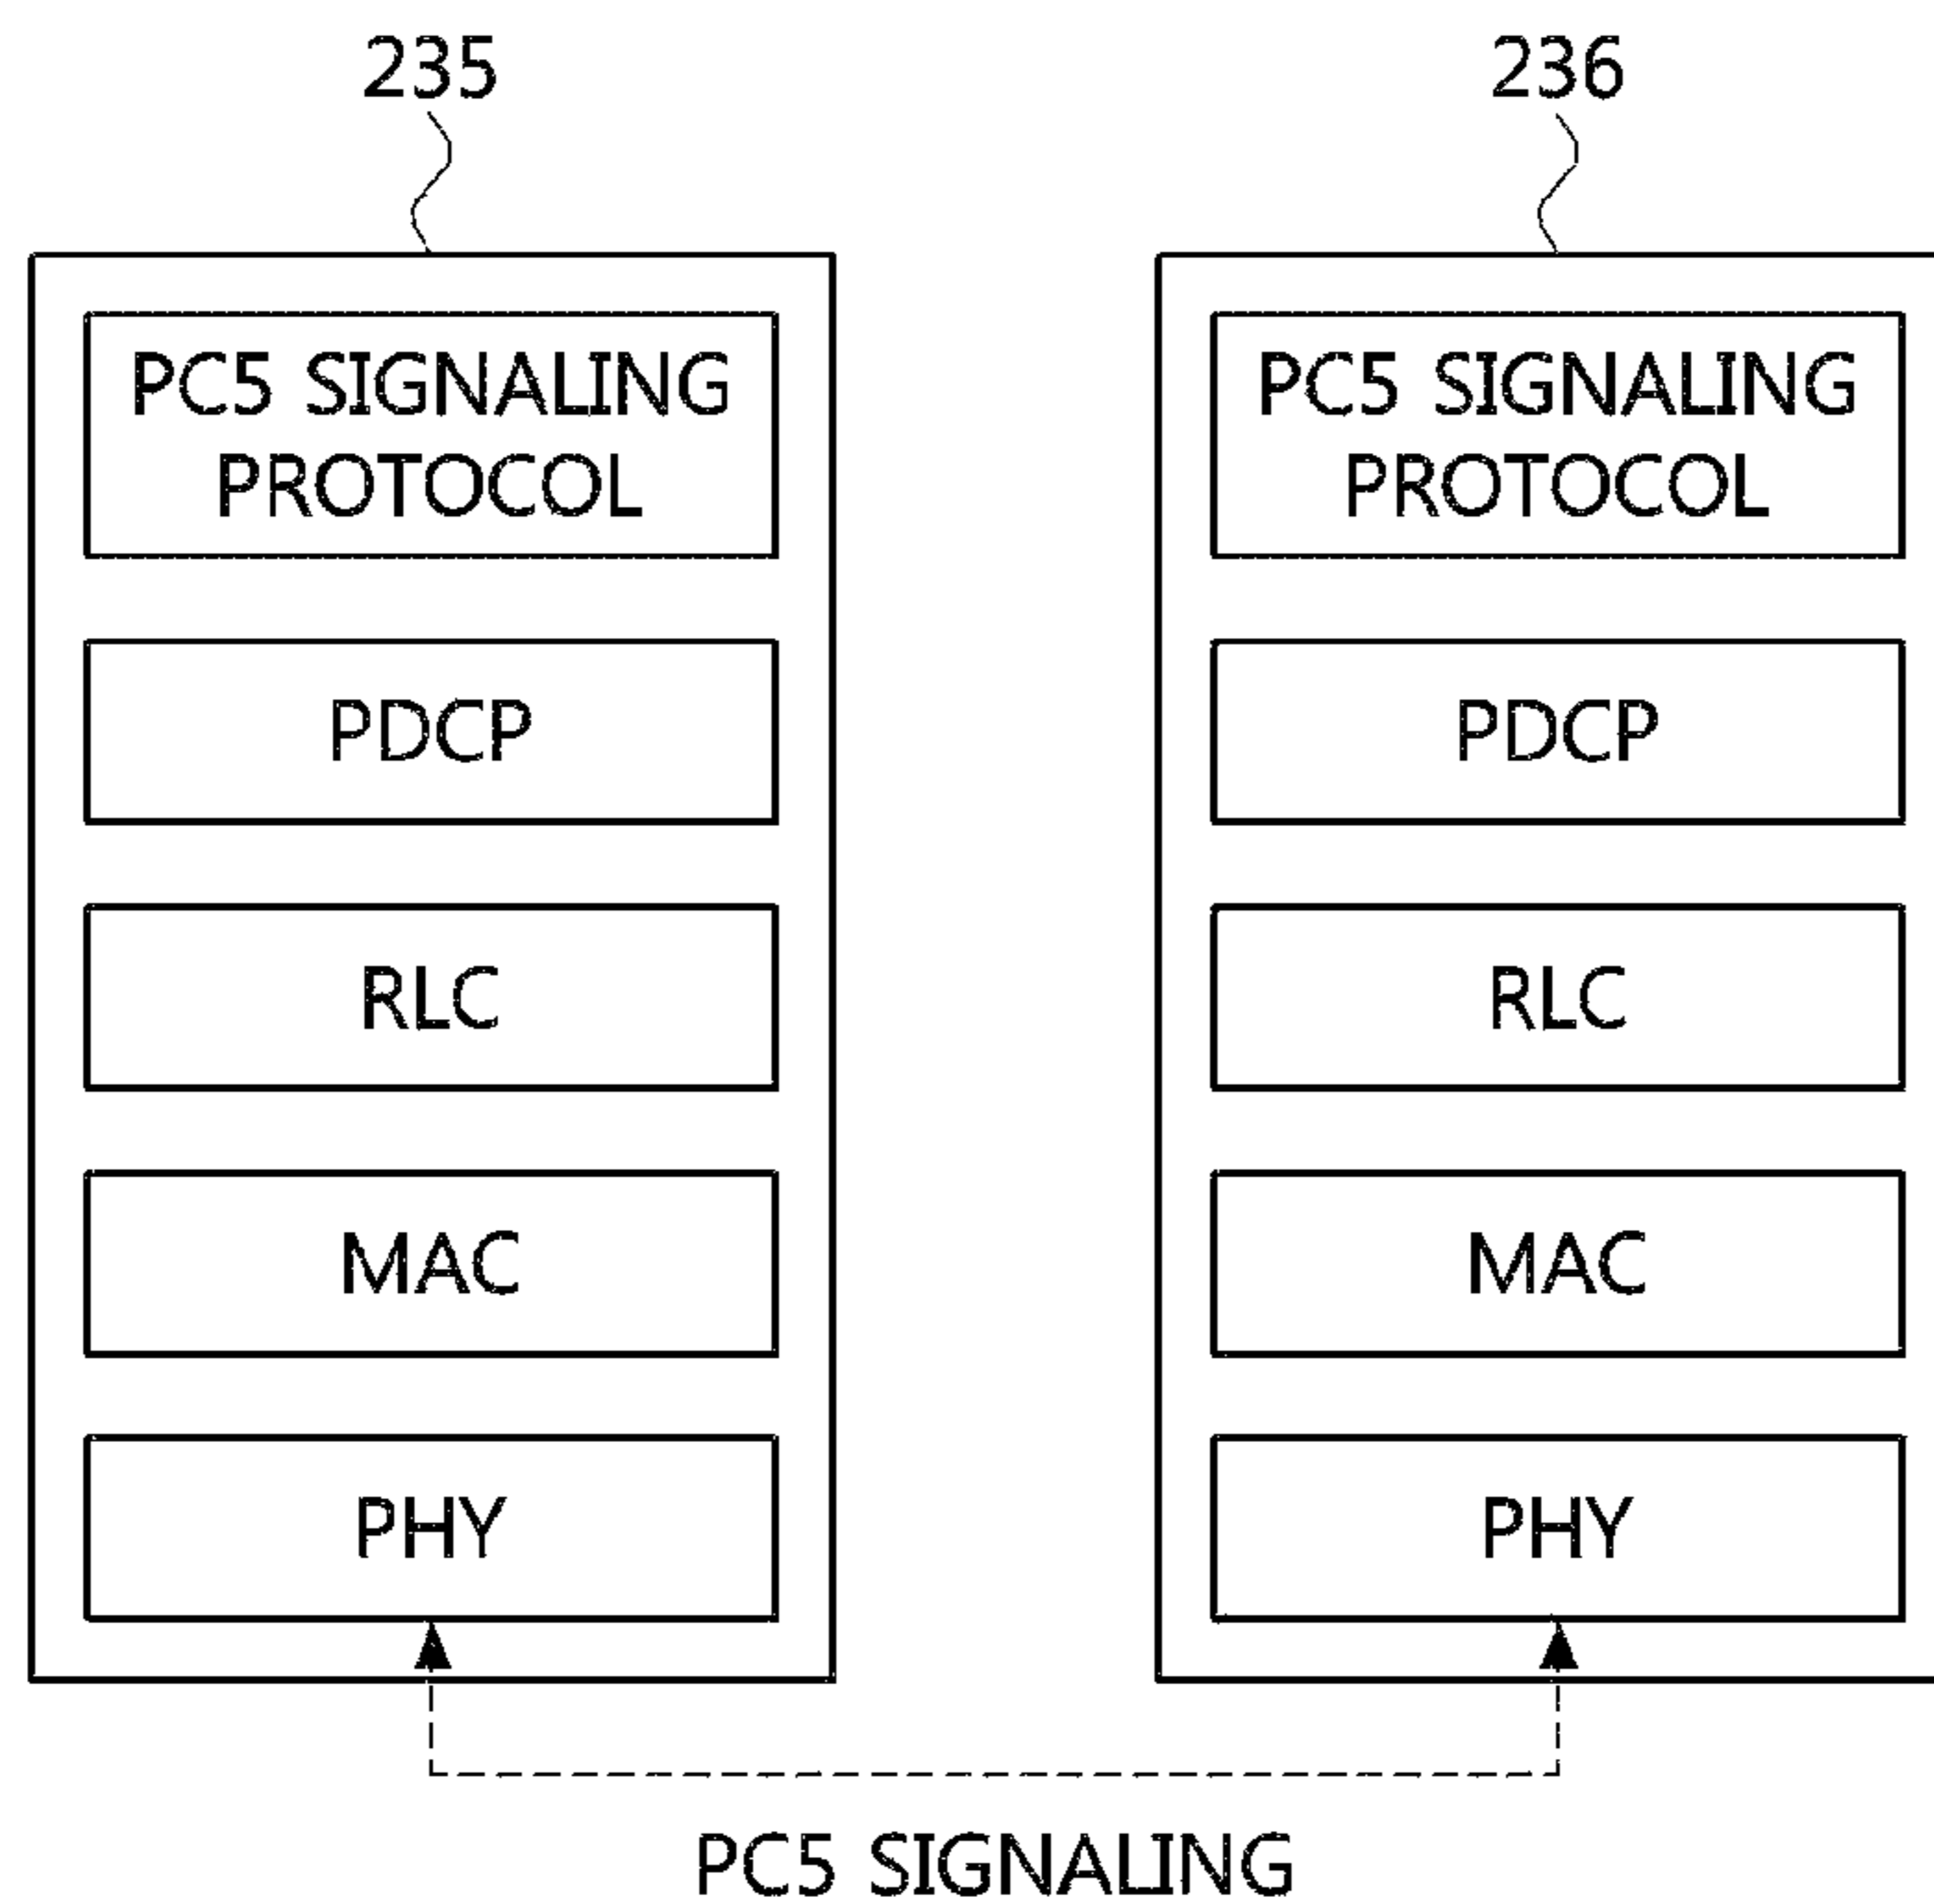 235
236
PC5 SIGNALING
PROTOCOL
PDCP
RLC
MAC
PHY
PC5 SIGNALING
PROTOCOL
PDCP
RLC
MAC
PHY
PC5 SIGNALING